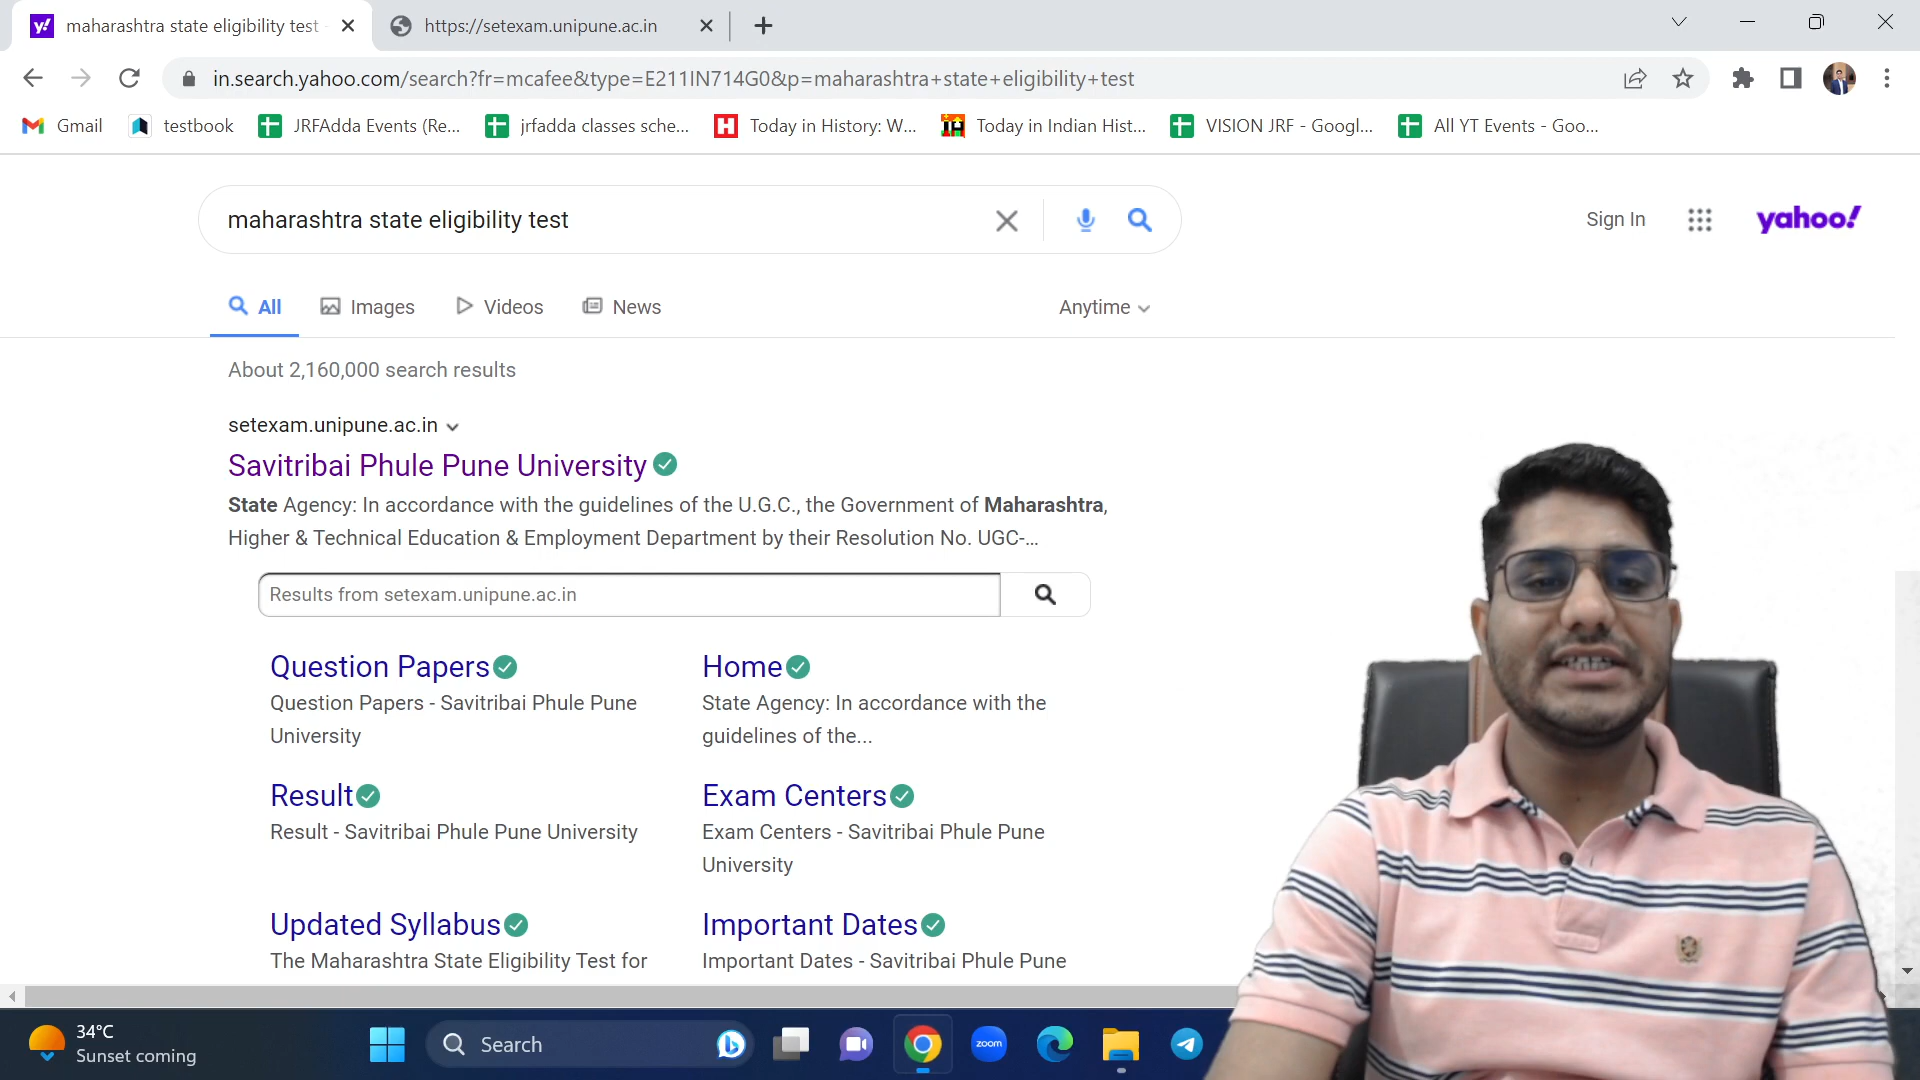 maharashtra state eligibility test
https://setexam.unipune.ac.in
in.search.yahoo.com/search?fr=mcafee&type=E211IN714G0&p=maharashtra+state+eligibility+test
Gmail
testbook
JRFAdda Events (Re...
jrfadda classes sche...
Today in History: W...
Today in Indian Hist...
VISION JRF - Googl...
All YT Events - Goo...
maharashtra state eligibility test
Sign In
yahoo!
All
Images
Videos
News
Anytime
About 2,160,000 search results
setexam.unipune.ac.in
Savitribai Phule Pune University
State Agency: In accordance with the guidelines of the U.G.C., the Government of Maharashtra,
Higher & Technical Education & Employment Department by their Resolution No. UGC-...
Results from setexam.unipune.ac.in
Question Papers
Question Papers - Savitribai Phule Pune
University
Home
State Agency: In accordance with the
guidelines of the...
Result
Result - Savitribai Phule Pune University
Exam Centers
Exam Centers - Savitribai Phule Pune
University
Updated Syllabus
The Maharashtra State Eligibility Test for
Important Dates
Important Dates - Savitribai Phule Pune
34°C
Sunset coming
Search
zoom